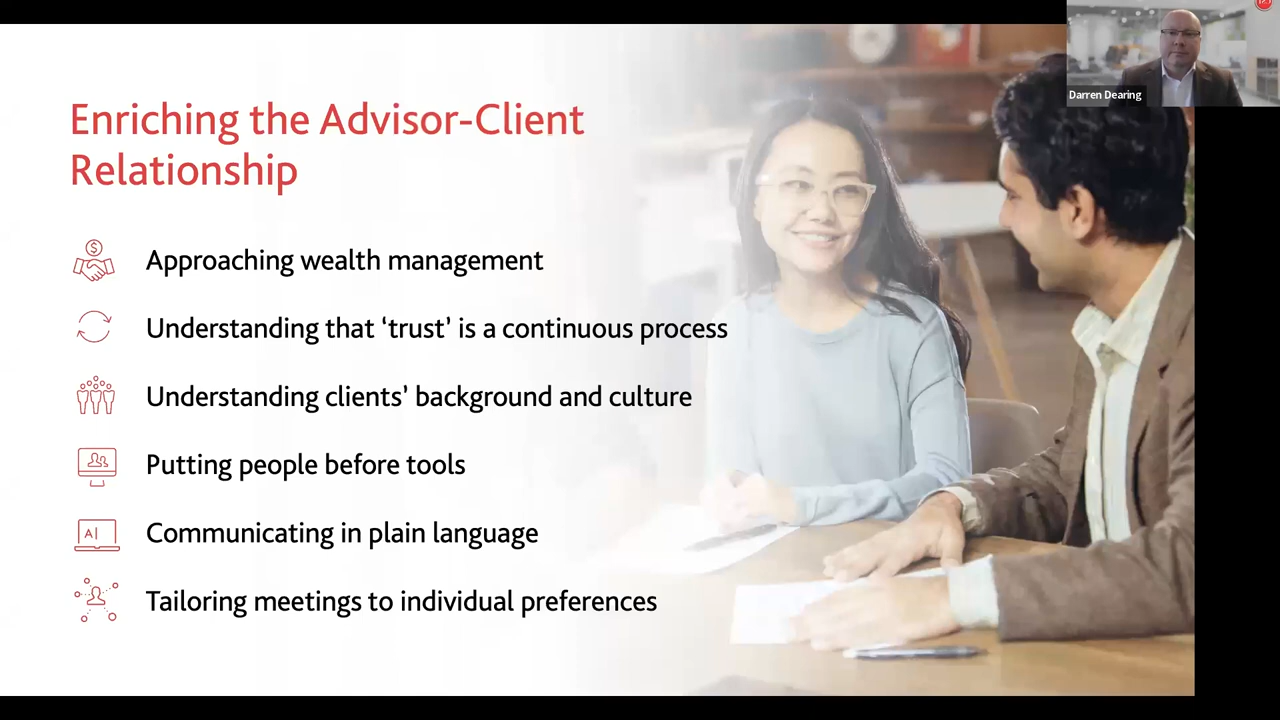 Darren Dearing
Enriching the Advisor-Client
Relationship
$
Approaching wealth management
Understanding that ‘trust’ is a continuous process
Understanding clients’ background and culture
Putting people before tools
A|
Communicating in plain language
Tailoring meetings to individual preferences